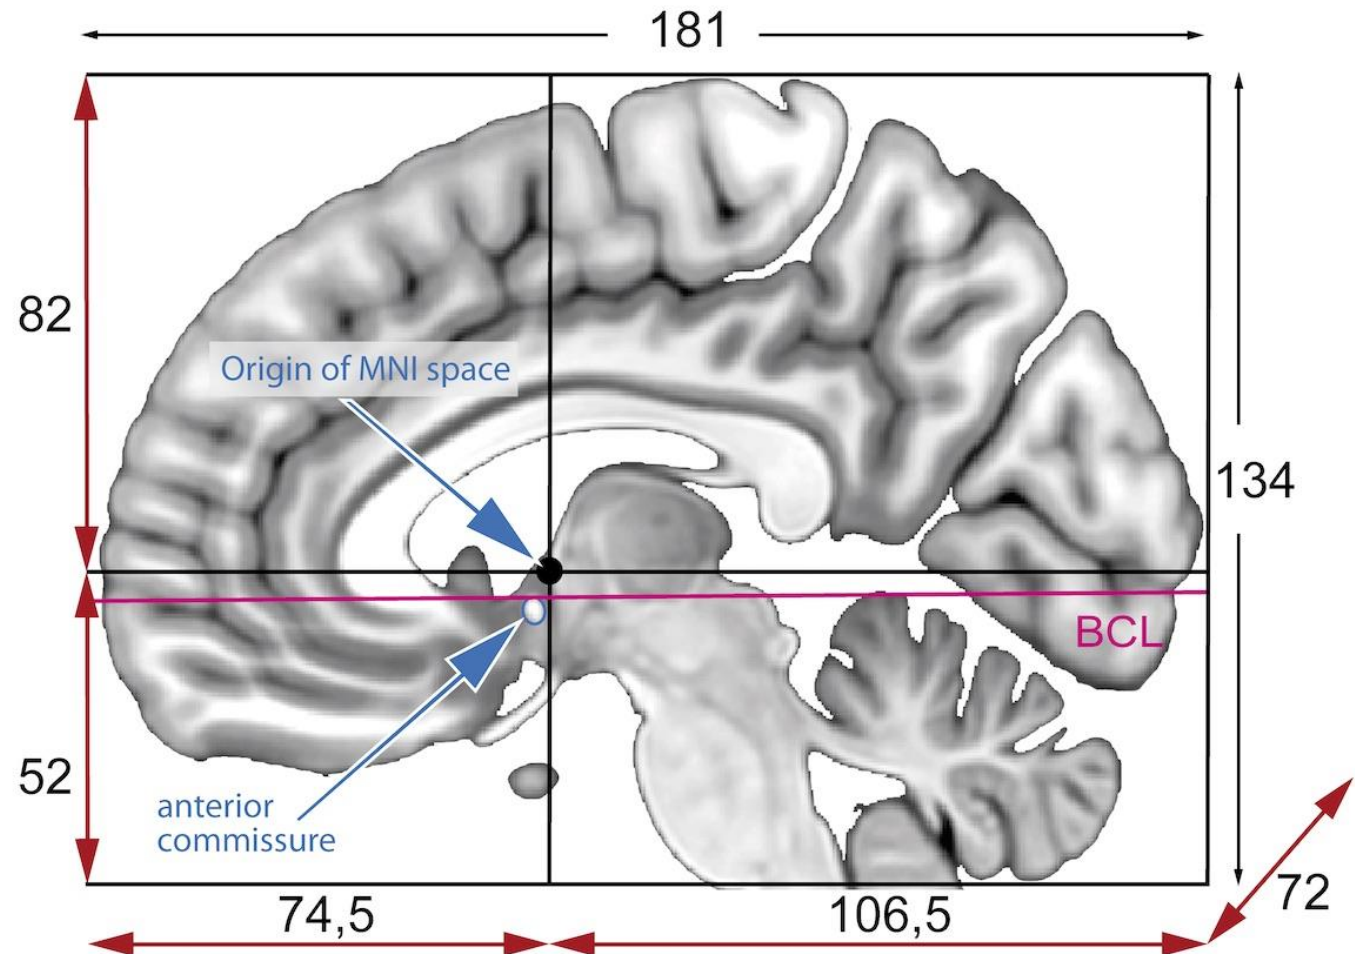 181
82
Origin of MNI space
134
BCL
52
anterior
commissure
72
74,5
106,5